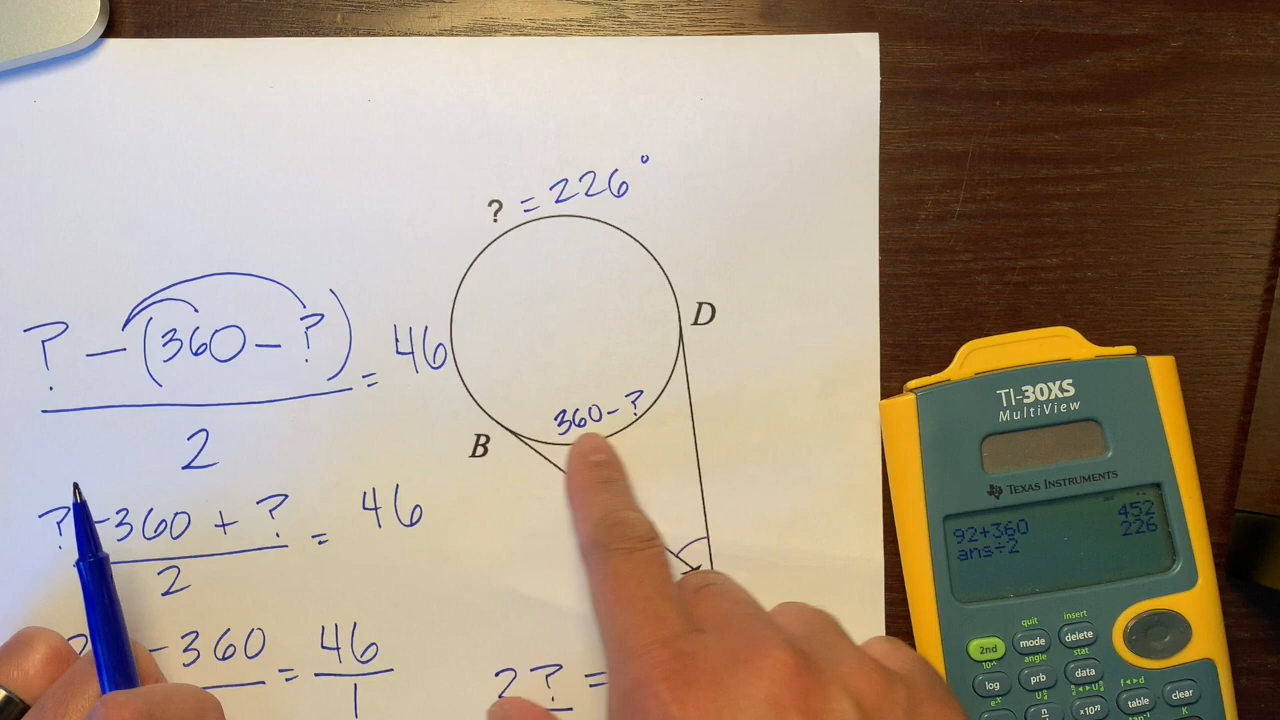 ? = 226°
? - (360 - ?) = 46
2
D
360-?
B
? -360 + ? = 46
2
-360 = 46
1
2 ? =
TI-30XS
MultiView
TEXAS INSTRUMENTS
92+360 452
ans÷2 226
quit insert
2nd mode delete
angle stat
log prb data
table clear